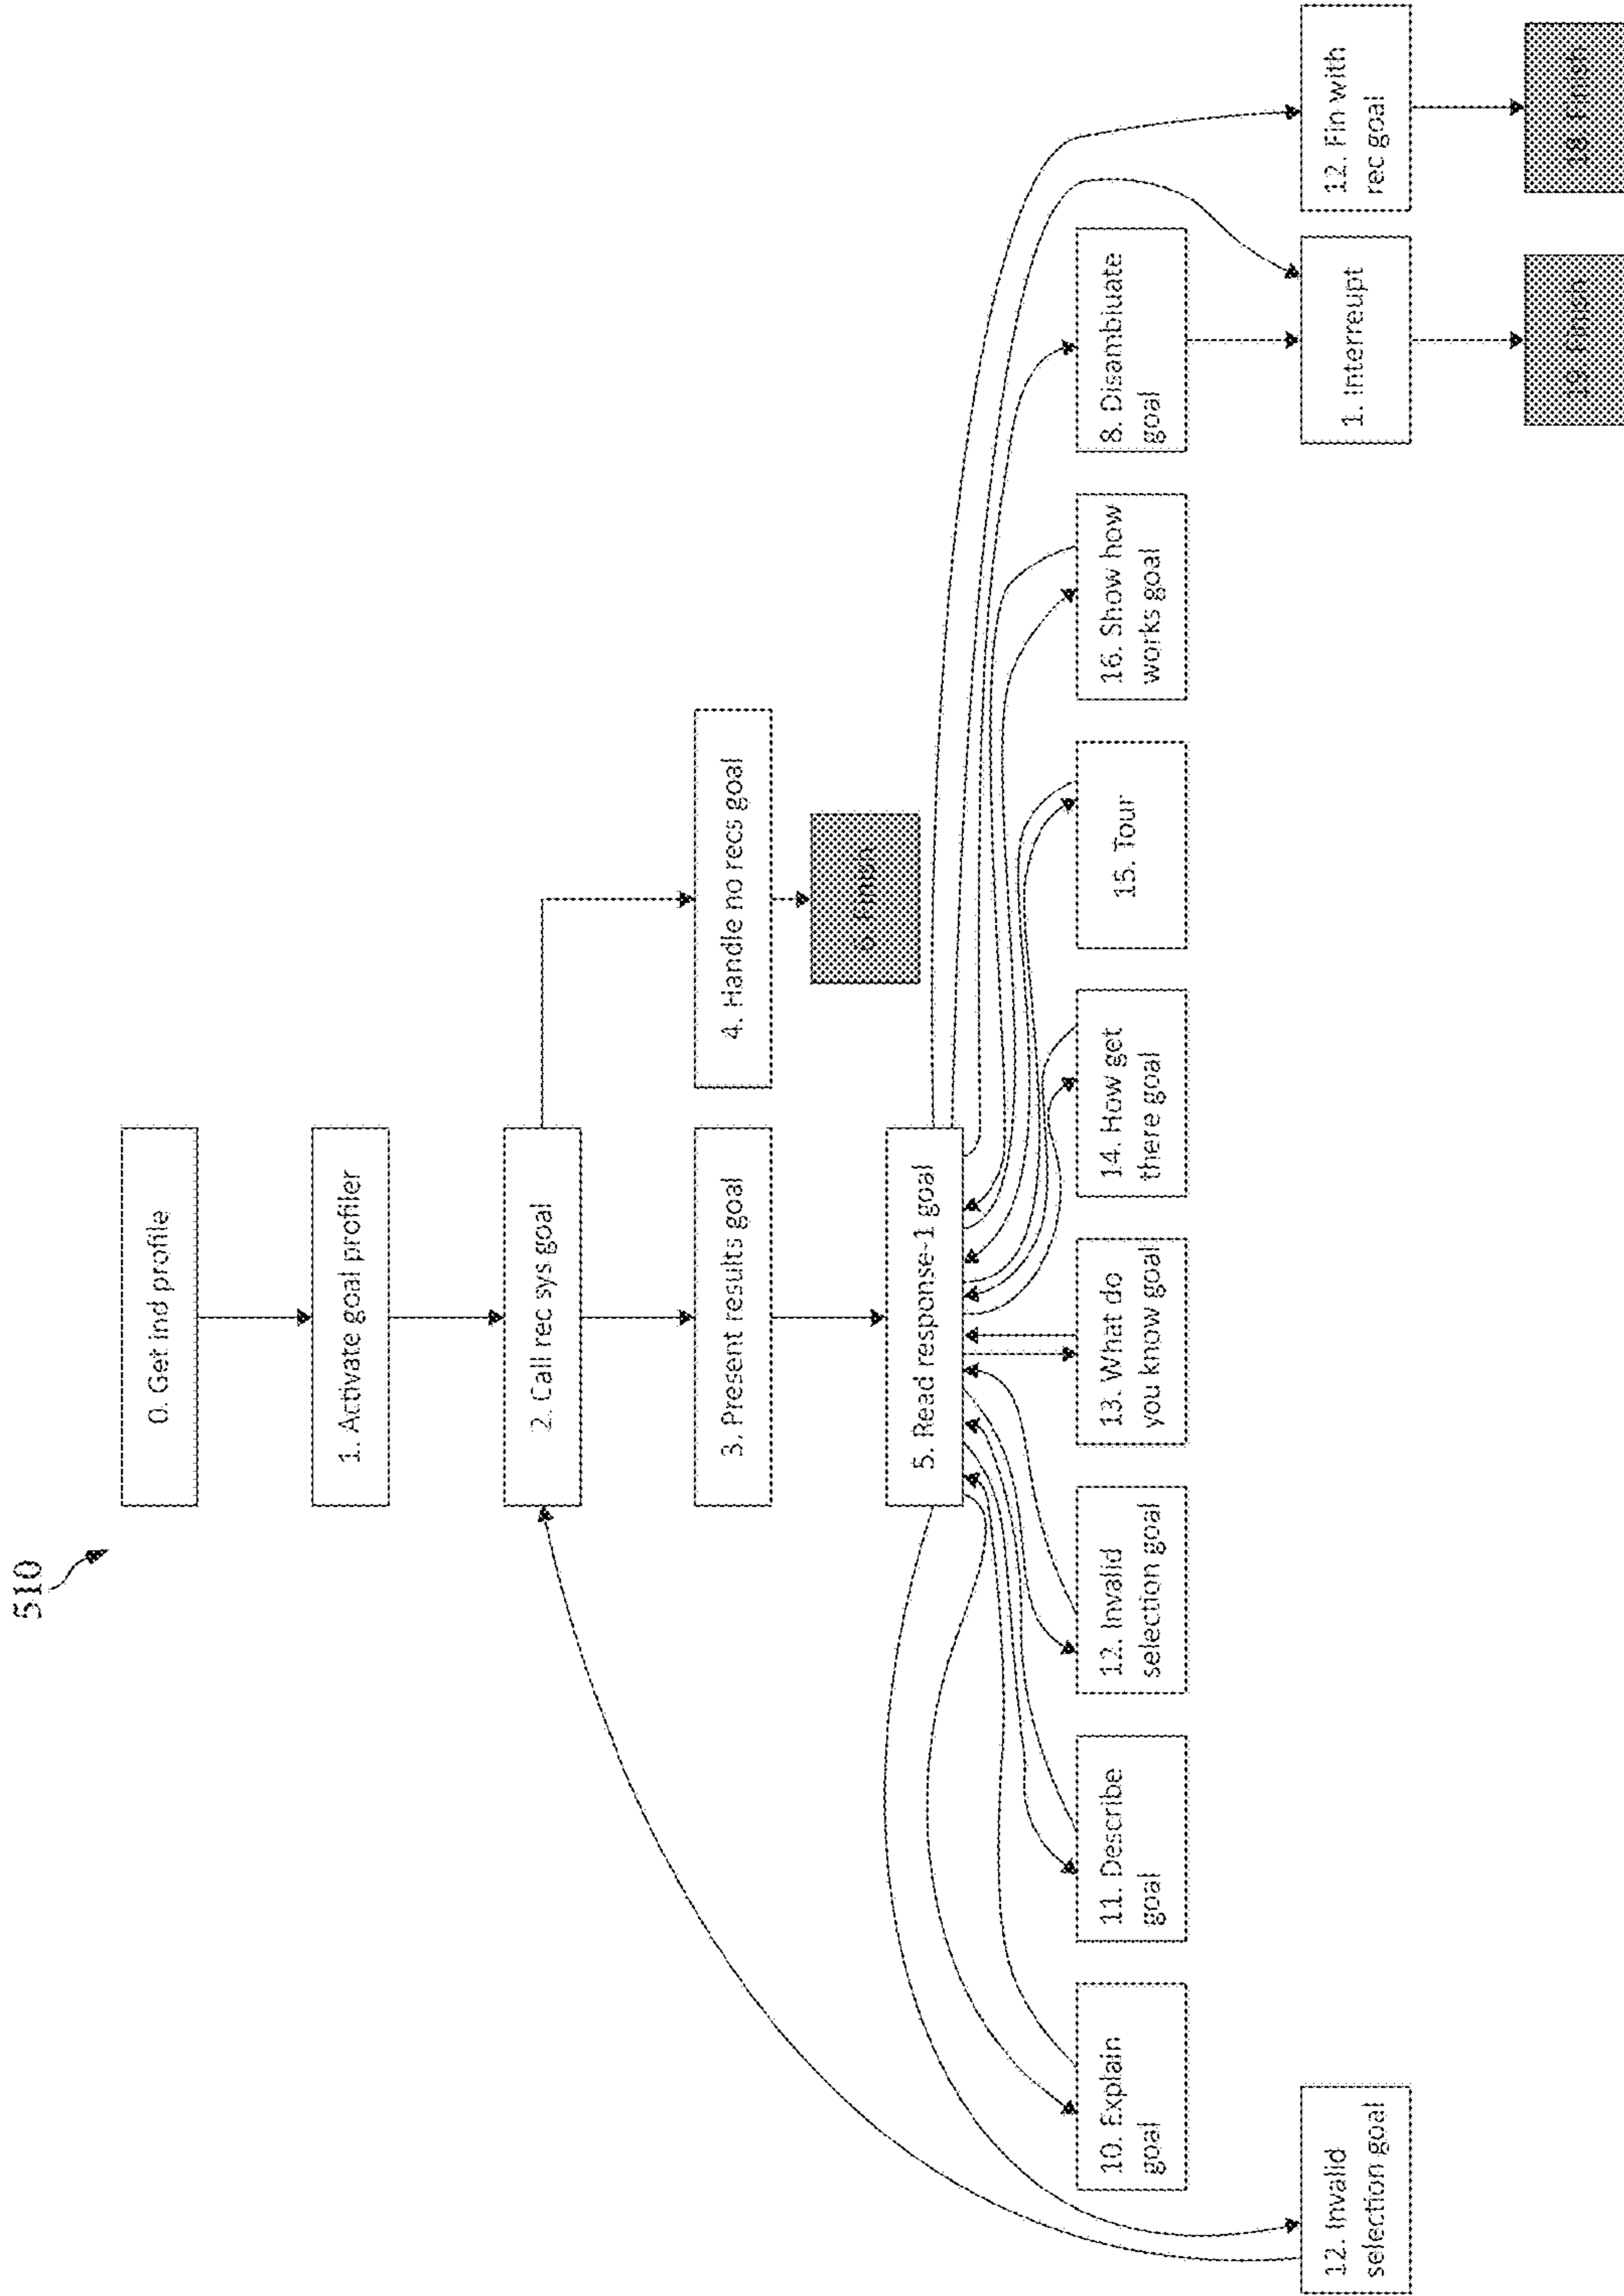 510
0. Get ind profile
1. Activate goal profiler
2. Call rec sys goal
3. Present results goal
4. Handle no recs goal
5. Read response-1 goal
10. Explain
goal
11. Describe
goal
12. Invalid
selection goal
13. What do
you know goal
14. How get
there goal
15. Tour
16. Show how
works goal
8. Disambiuate
goal
12. Invalid
selection goal
1. Interreupt
12. Fin with
rec goal